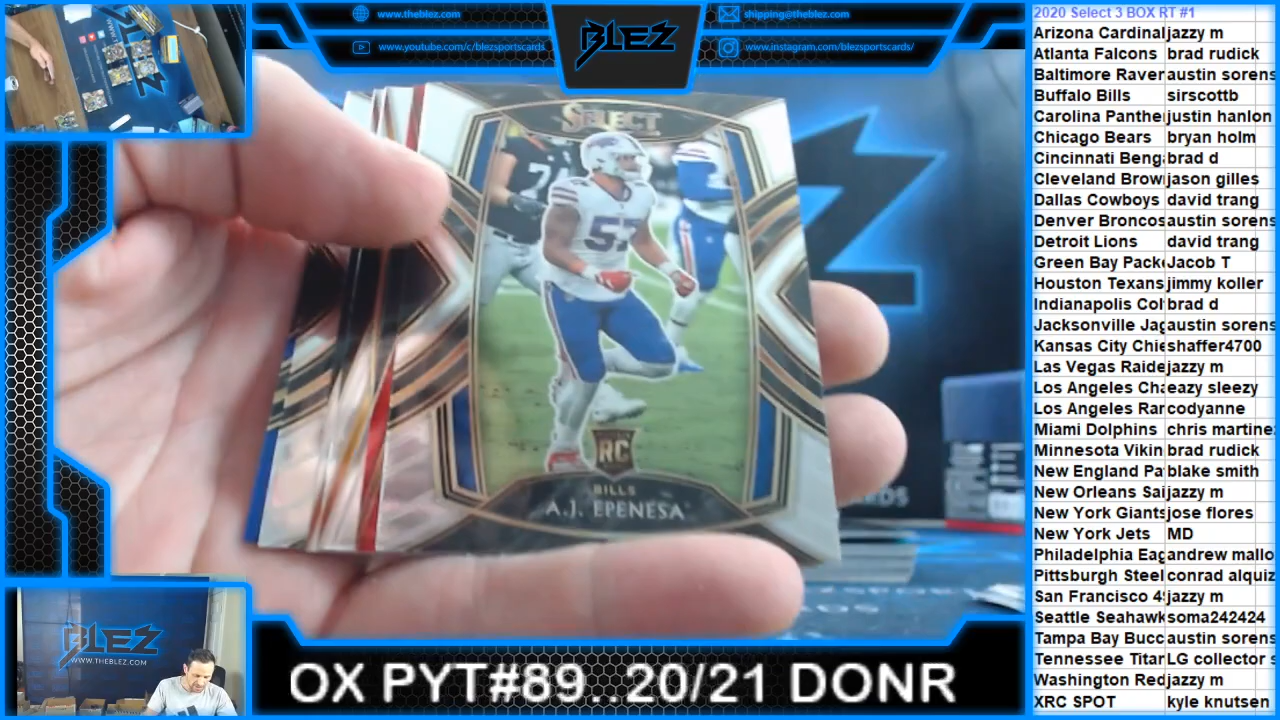 www.theblez.com
shipping@theblez.com
www.youtube.com/c/blezsportscards
www.instagram.com/blezsportscards/
BLEZ
SELECT
57
RC
BILLS
A.J. EPENESA
BLEZ
WWW.THEBLEZ.COM
OX PYT#89..20/21 DONR
2020 Select 3 BOX RT #1
Arizona Cardinal jazzy m
Atlanta Falcons brad rudick
Baltimore Raver austin sorens
Buffalo Bills sirscottb
Carolina Panthe justin hanlon
Chicago Bears bryan holm
Cincinnati Beng brad d
Cleveland Brow jason gilles
Dallas Cowboys david trang
Denver Broncos austin sorens
Detroit Lions david trang
Green Bay Pack Jacob T
Houston Texans jimmy koller
Indianapolis Col brad d
Jacksonville Jag austin sorens
Kansas City Chie shaffer4700
Las Vegas Raide jazzy m
Los Angeles Cha eazy sleezy
Los Angeles Rar codyanne
Miami Dolphins chris martine
Minnesota Vikin brad rudick
New England Pa blake smith
New Orleans Sai jazzy m
New York Giants jose flores
New York Jets MD
Philadelphia Eag andrew mallo
Pittsburgh Steel conrad alquiz
San Francisco 4 jazzy m
Seattle Seahawk soma242424
Tampa Bay Bucc austin sorens
Tennessee Titar LG collector s
Washington Red jazzy m
XRC SPOT kyle knutsen